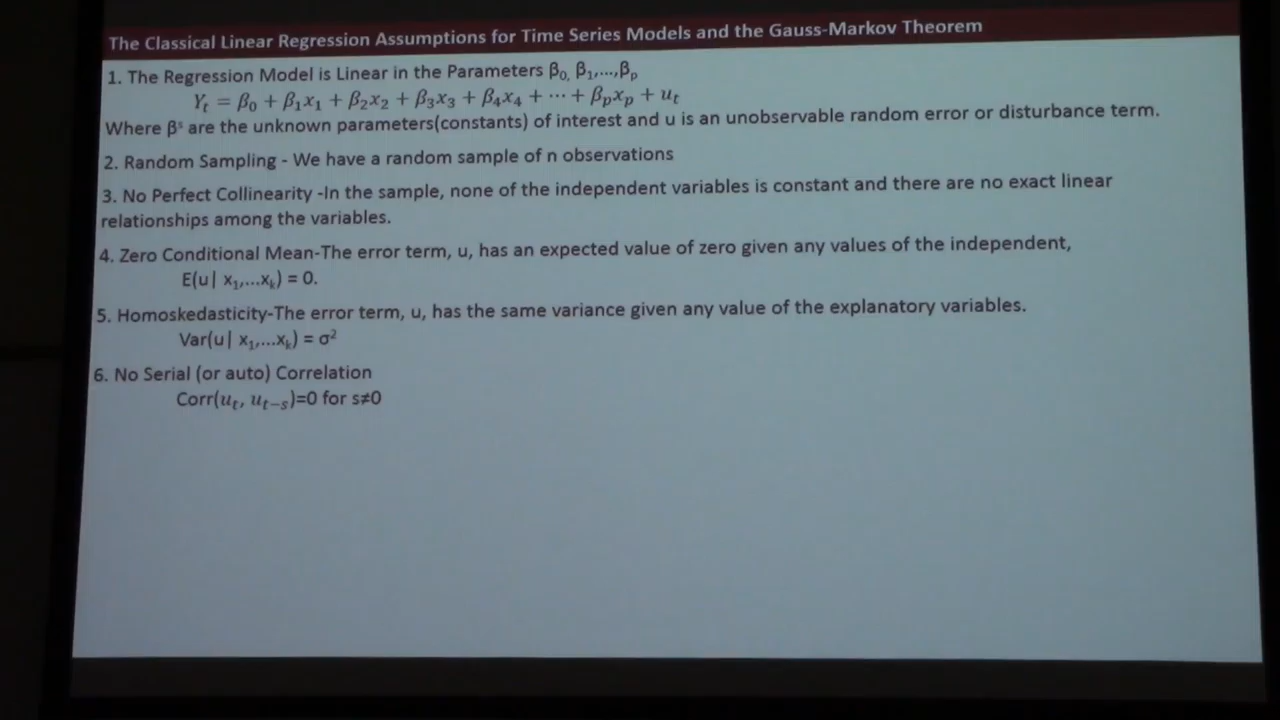 The Classical Linear Regression Assumptions for Time Series Models and the Gauss-Markov Theorem
1. The Regression Model is Linear in the Parameters β₀, β₁,...,βₚ
Yₜ = β₀ + β₁x₁ + β₂x₂ + β₃x₃ + β₄x₄ + ⋯ + βₚxₚ + uₜ
Where βˢ are the unknown parameters(constants) of interest and u is an unobservable random error or disturbance term.
2. Random Sampling - We have a random sample of n observations
3. No Perfect Collinearity -In the sample, none of the independent variables is constant and there are no exact linear
relationships among the variables.
4. Zero Conditional Mean-The error term, u, has an expected value of zero given any values of the independent,
E(u| x₁,...xₖ) = 0.
5. Homoskedasticity-The error term, u, has the same variance given any value of the explanatory variables.
Var(u| x₁,...xₖ) = σ²
6. No Serial (or auto) Correlation
Corr(uₜ, uₜ₋ₛ)=0 for s≠0